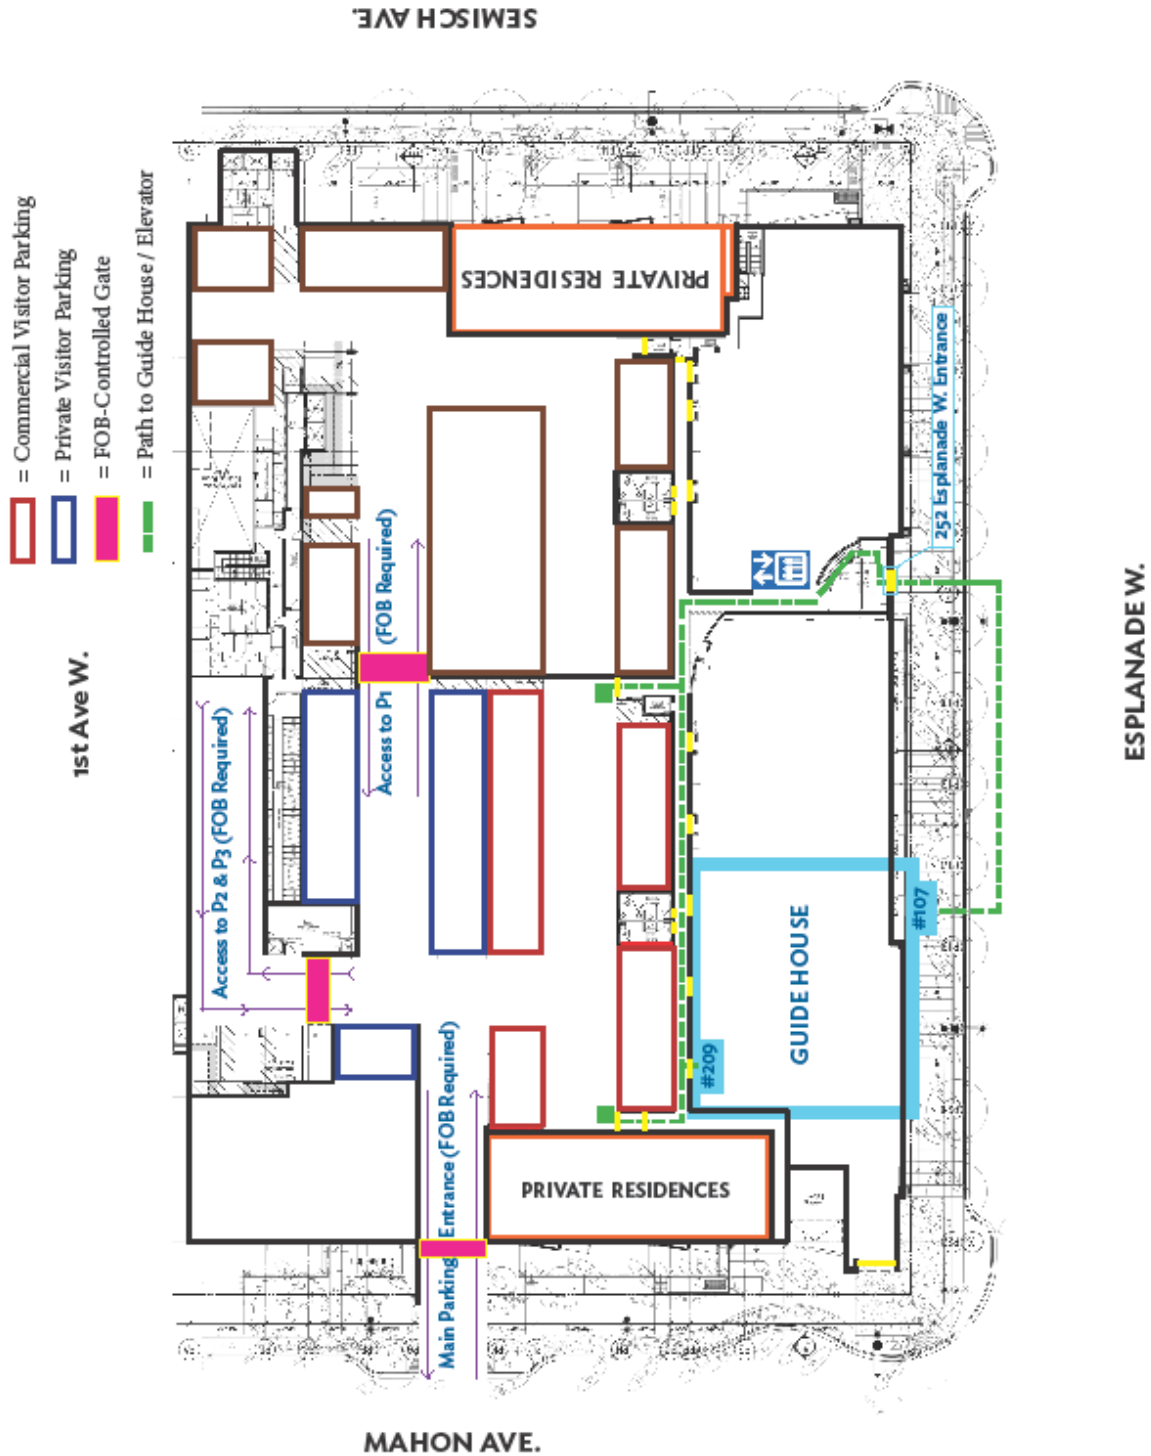 SEMISCH AVE.
= Commercial Visitor Parking
= Private Visitor Parking
= FOB-Controlled Gate
= Path to Guide House / Elevator
1st Ave W.
PRIVATE RESIDENCES
252 Esplanade W. Entrance
Access to P1 (FOB Required)
Access to P2 & P3 (FOB Required)
ESPLANADE W.
#107
GUIDE HOUSE
#209
Main Parking Entrance (FOB Required)
PRIVATE RESIDENCES
MAHON AVE.